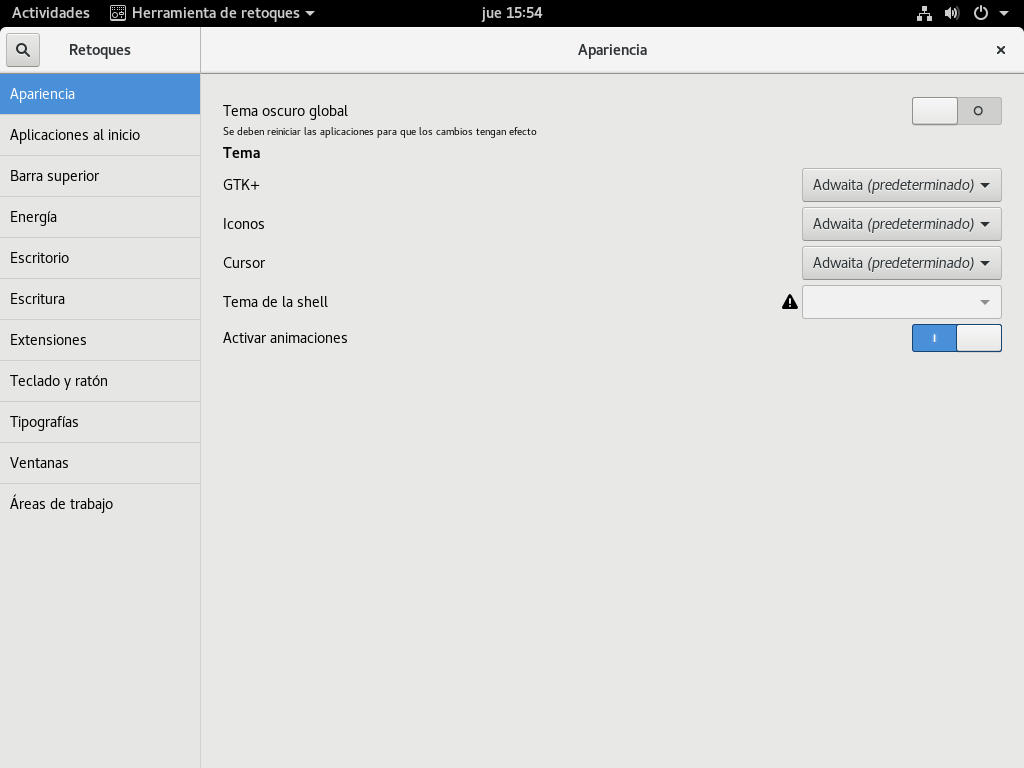 Actividades Herramienta de retoques jue 15:54
Retoques Apariencia
Apariencia
Aplicaciones al inicio
Barra superior
Energía
Escritorio
Escritura
Extensiones
Teclado y ratón
Tipografías
Ventanas
Áreas de trabajo
Tema oscuro global
Se deben reiniciar las aplicaciones para que los cambios tengan efecto
Tema
GTK+ Adwaita (predeterminado)
Iconos Adwaita (predeterminado)
Cursor Adwaita (predeterminado)
Tema de la shell
Activar animaciones